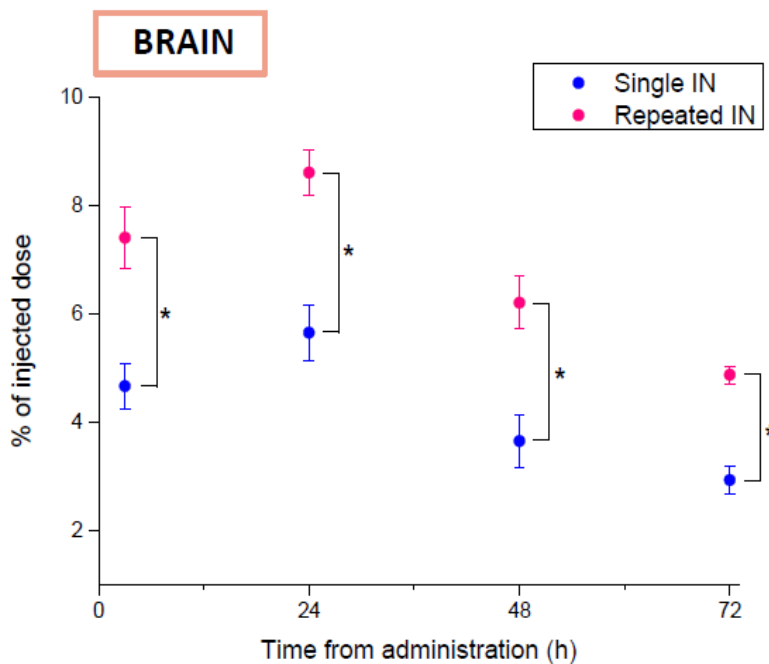 BRAIN
Single IN
Repeated IN
10
8
6
4
2
% of injected dose
*
*
*
*
0
24
48
72
Time from administration (h)